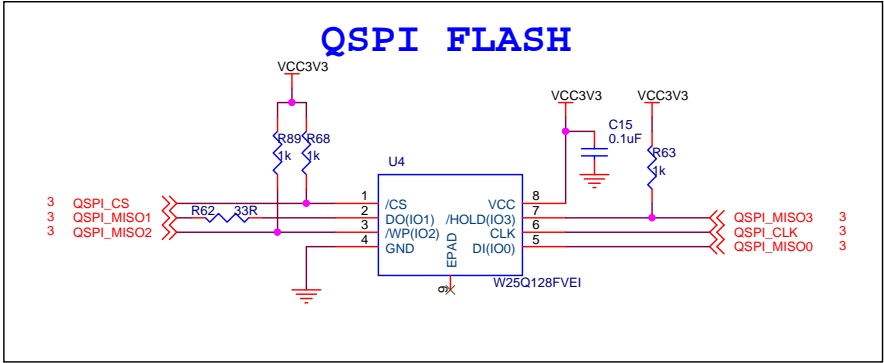 QSPI FLASH
VCC3V3
VCC3V3
VCC3V3
R89
1k
R68
1k
C15
0.1uF
R63
1k
U4
3 QSPI_CS
1 /CS
VCC 8
3 QSPI_MISO1
R62 33R
2 DO(IO1)
/HOLD(IO3) 7
QSPI_MISO3 3
3 QSPI_MISO2
3 /WP(IO2)
CLK 6
QSPI_CLK 3
4 GND
DI(IO0) 5
QSPI_MISO0 3
EPAD
9
W25Q128FVEI